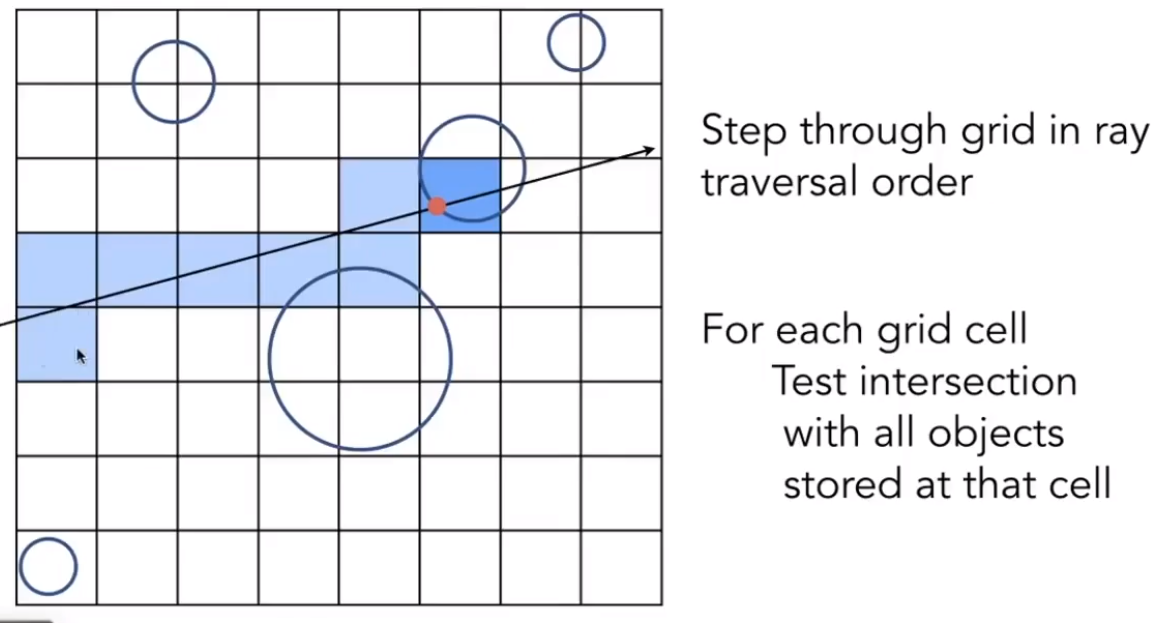 Step through grid in ray
traversal order
For each grid cell
Test intersection
with all objects
stored at that cell